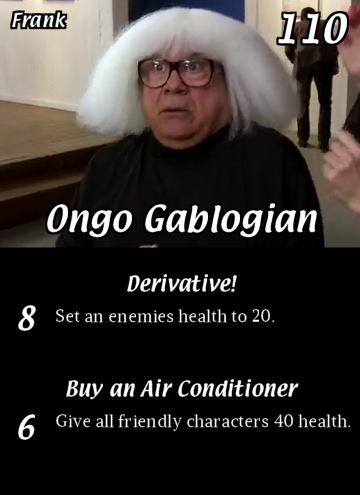 Frank
110
Ongo Gablogian
Derivative!
8
Set an enemies health to 20.
Buy an Air Conditioner
6
Give all friendly characters 40 health.